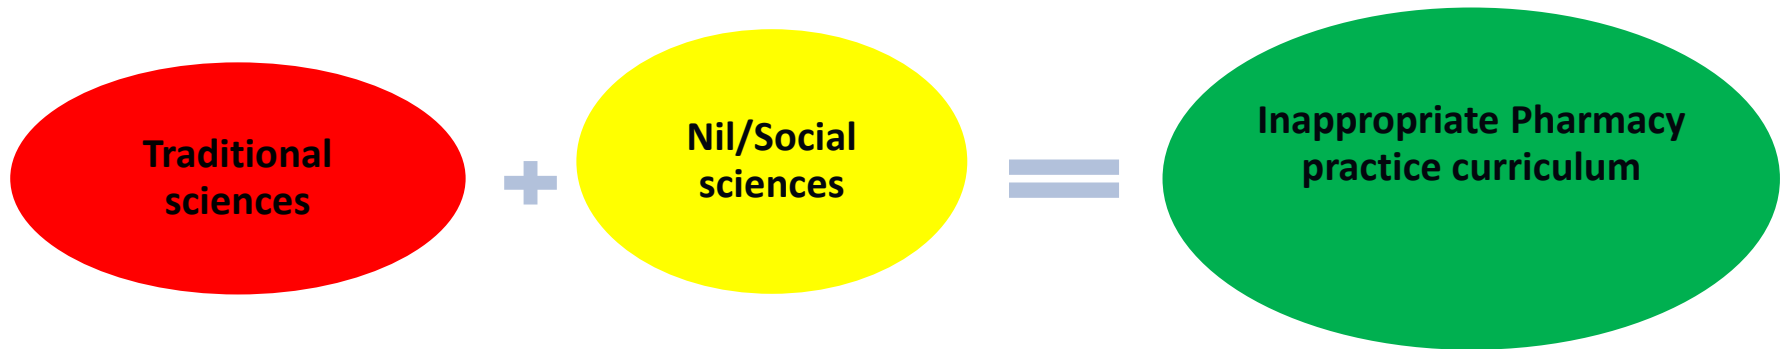 Traditional
sciences
+
Nil/Social
sciences
=
Inappropriate Pharmacy
practice curriculum